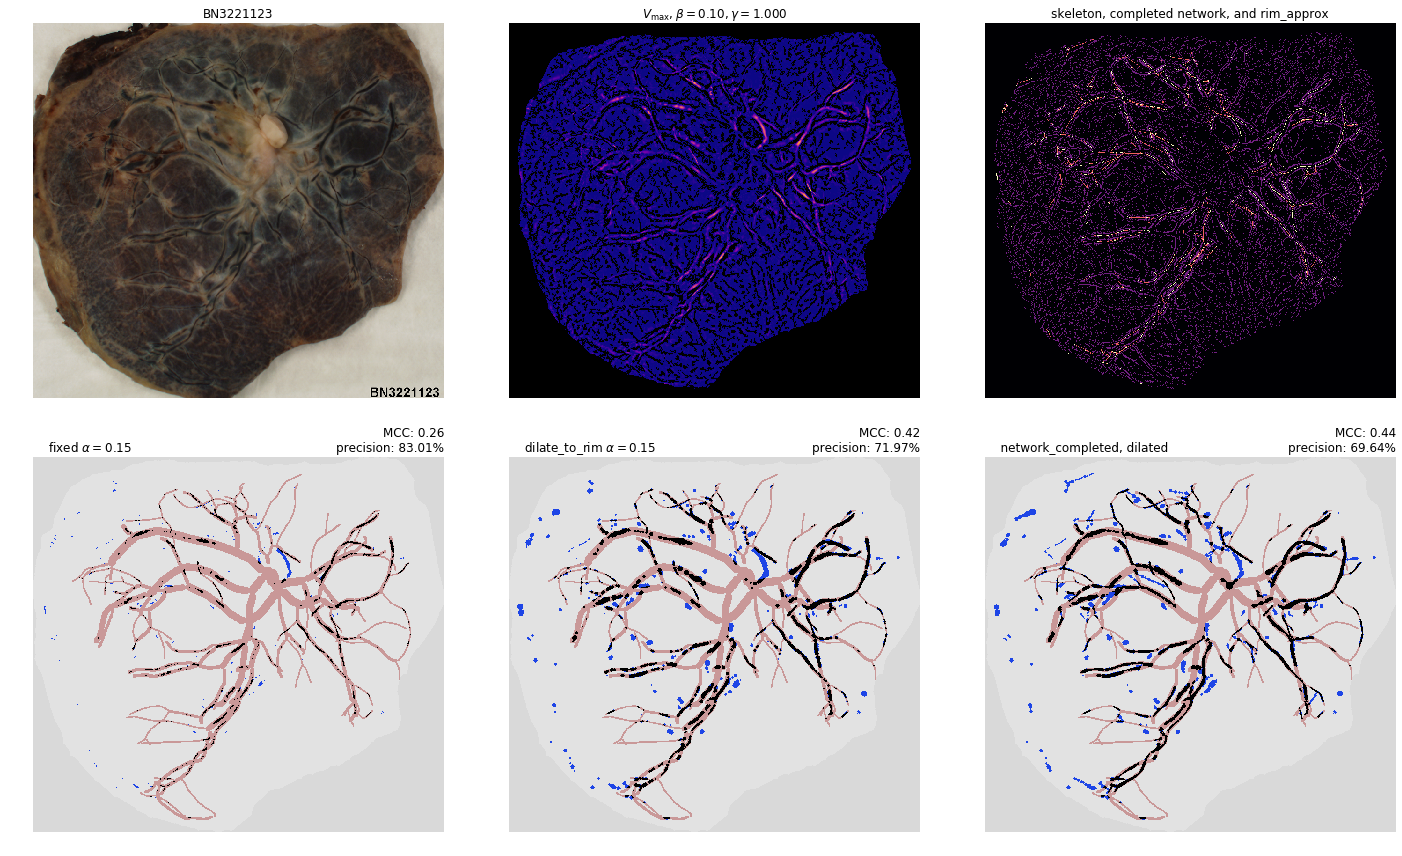 BN3221123
V_max, β = 0.10, γ = 1.000
skeleton, completed network, and rim_approx
BN3221123
MCC: 0.26
fixed α = 0.15 precision: 83.01%
MCC: 0.42
dilate_to_rim α = 0.15 precision: 71.97%
MCC: 0.44
network_completed, dilated precision: 69.64%